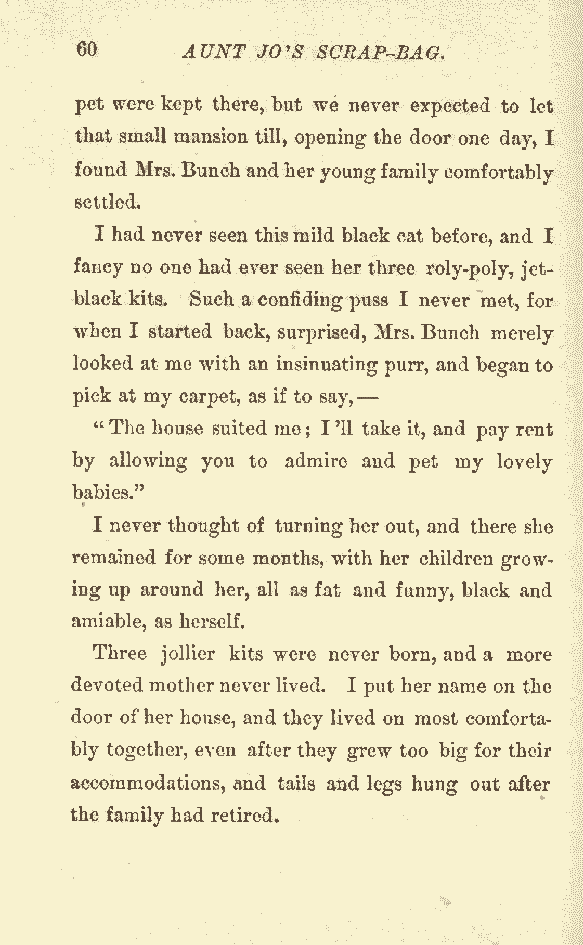 60 AUNT JO'S SCRAP-BAG.
pet were kept there, but we never expected to let
that small mansion till, opening the door one day, I
found Mrs. Bunch and her young family comfortably
settled.
I had never seen this mild black cat before, and I
fancy no one had ever seen her three roly-poly, jet-
black kits. Such a confiding puss I never met, for
when I started back, surprised, Mrs. Bunch merely
looked at me with an insinuating purr, and began to
pick at my carpet, as if to say,—
"The house suited me; I'll take it, and pay rent
by allowing you to admire and pet my lovely
babies."
I never thought of turning her out, and there she
remained for some months, with her children grow-
ing up around her, all as fat and funny, black and
amiable, as herself.
Three jollier kits were never born, and a more
devoted mother never lived. I put her name on the
door of her house, and they lived on most comforta-
bly together, even after they grew too big for their
accommodations, and tails and legs hung out after
the family had retired.